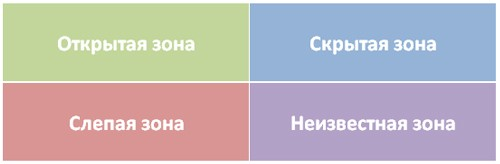 Открытая зона
Скрытая зона
Слепая зона
Неизвестная зона